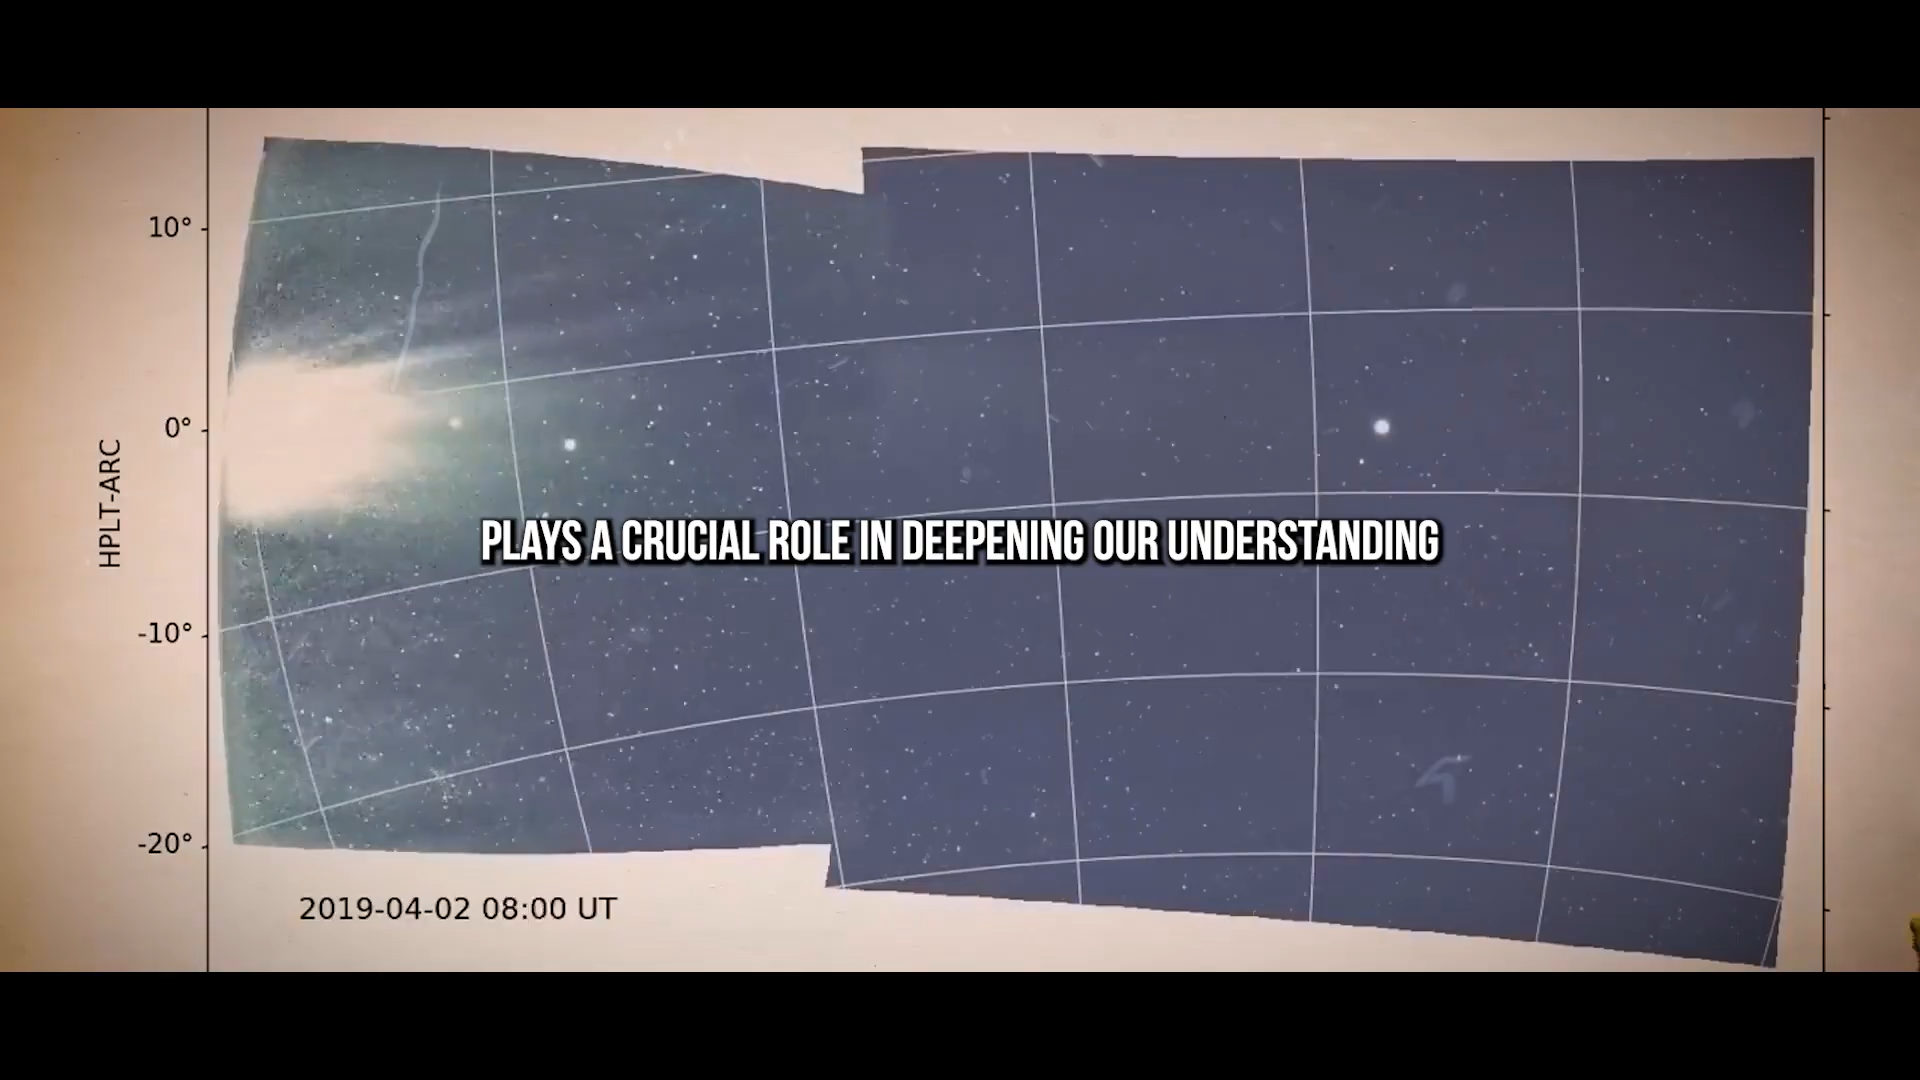 10°
0°
HPLT-ARC
PLAYS A CRUCIAL ROLE IN DEEPENING OUR UNDERSTANDING
-10°
-20°
2019-04-02 08:00 UT